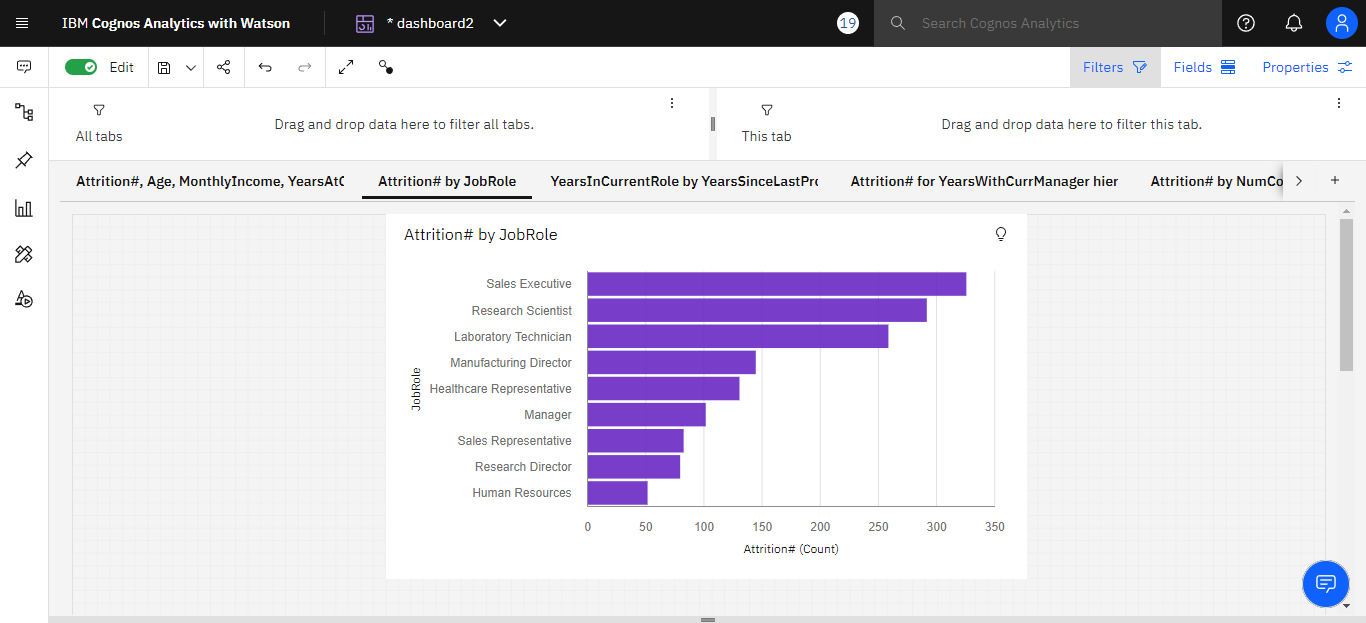 IBM Cognos Analytics with Watson
* dashboard2
19
Search Cognos Analytics
Edit
Filters
Fields
Properties
All tabs
Drag and drop data here to filter all tabs.
This tab
Drag and drop data here to filter this tab.
Attrition#, Age, MonthlyIncome, YearsAtC
Attrition# by JobRole
YearsInCurrentRole by YearsSinceLastPro
Attrition# for YearsWithCurrManager hier
Attrition# by NumCo
Attrition# by JobRole
JobRole
Sales Executive
Research Scientist
Laboratory Technician
Manufacturing Director
Healthcare Representative
Manager
Sales Representative
Research Director
Human Resources
0 50 100 150 200 250 300 350
Attrition# (Count)